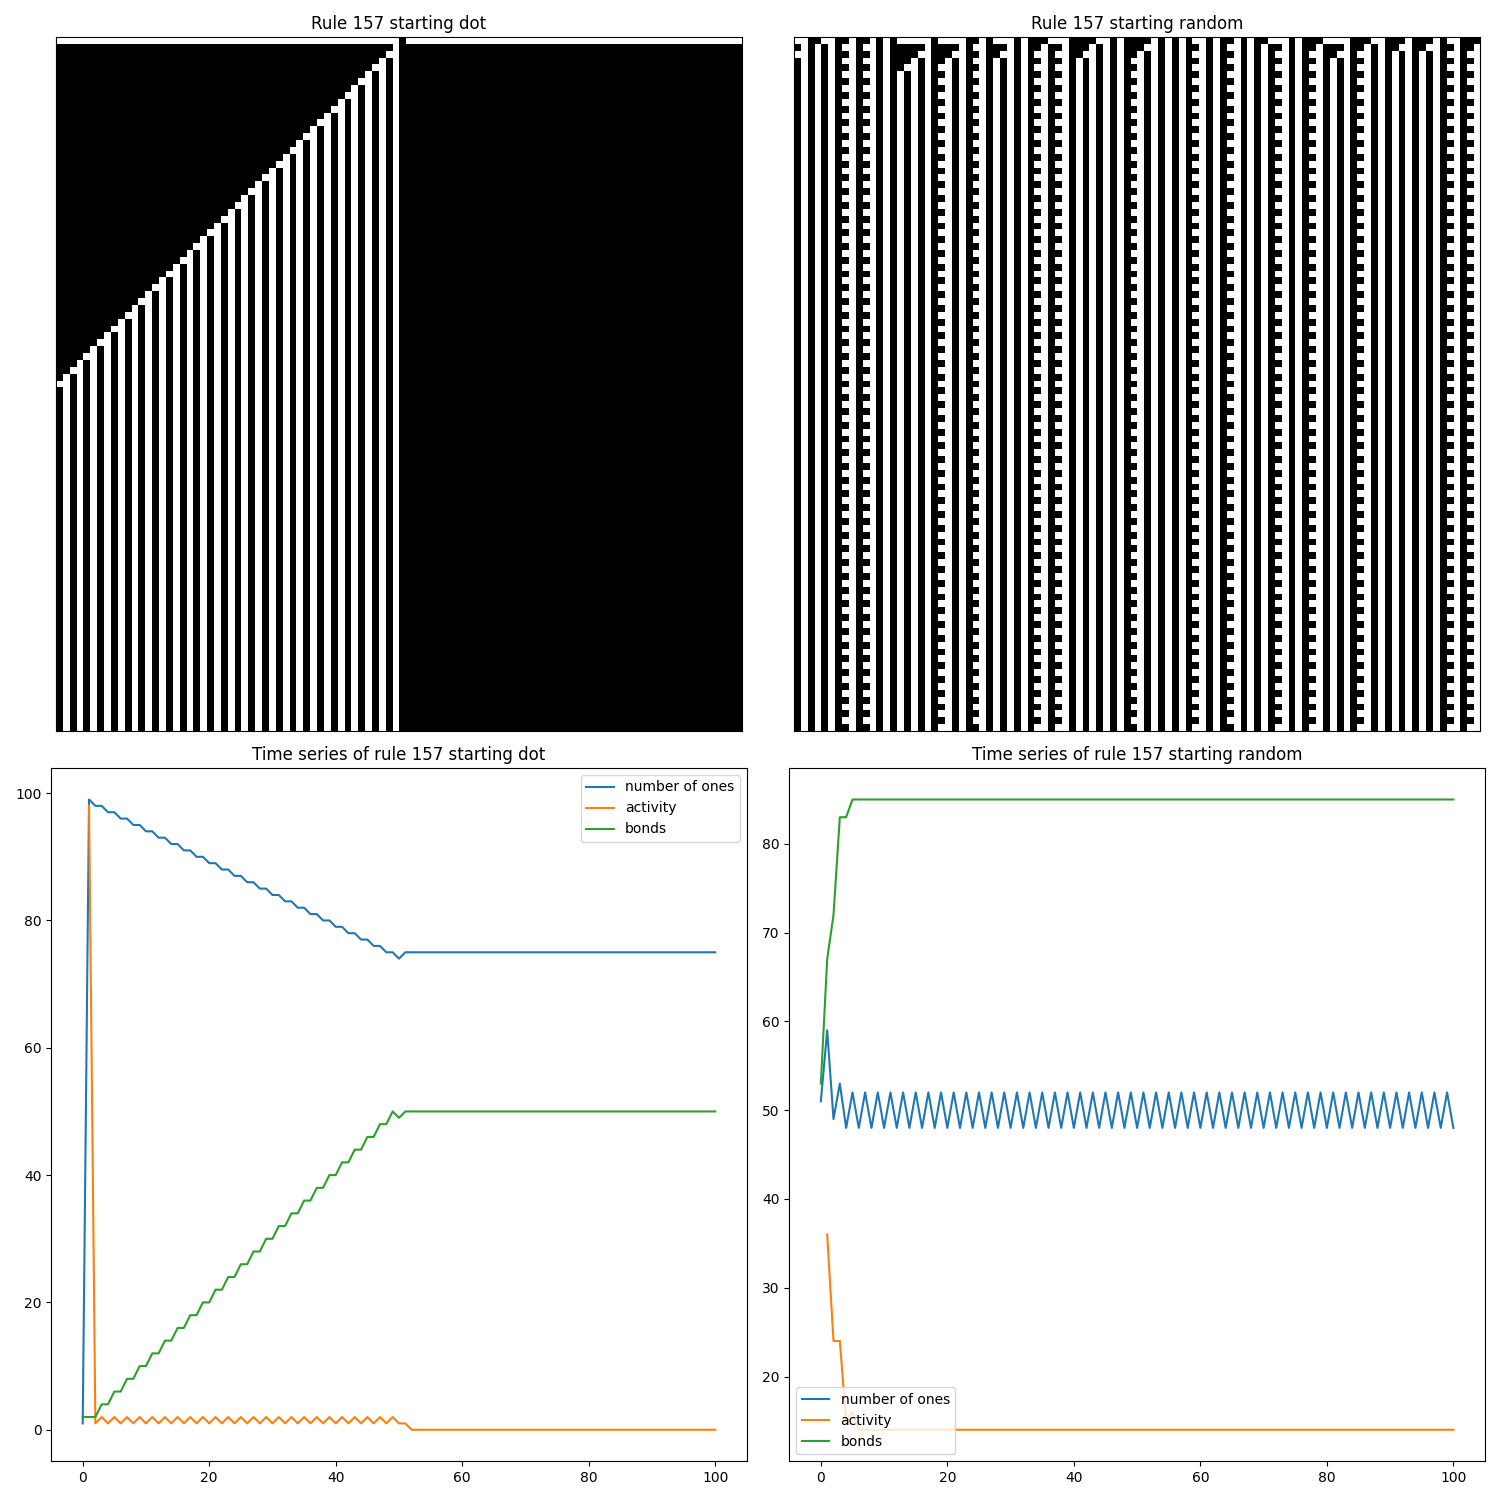 Rule 157 starting dot
Rule 157 starting random
Time series of rule 157 starting dot
100
80
60
40
20
0
0
20
40
60
80
100
number of ones
activity
bonds
Time series of rule 157 starting random
80
70
60
50
40
30
20
0
20
40
60
80
100
number of ones
activity
bonds